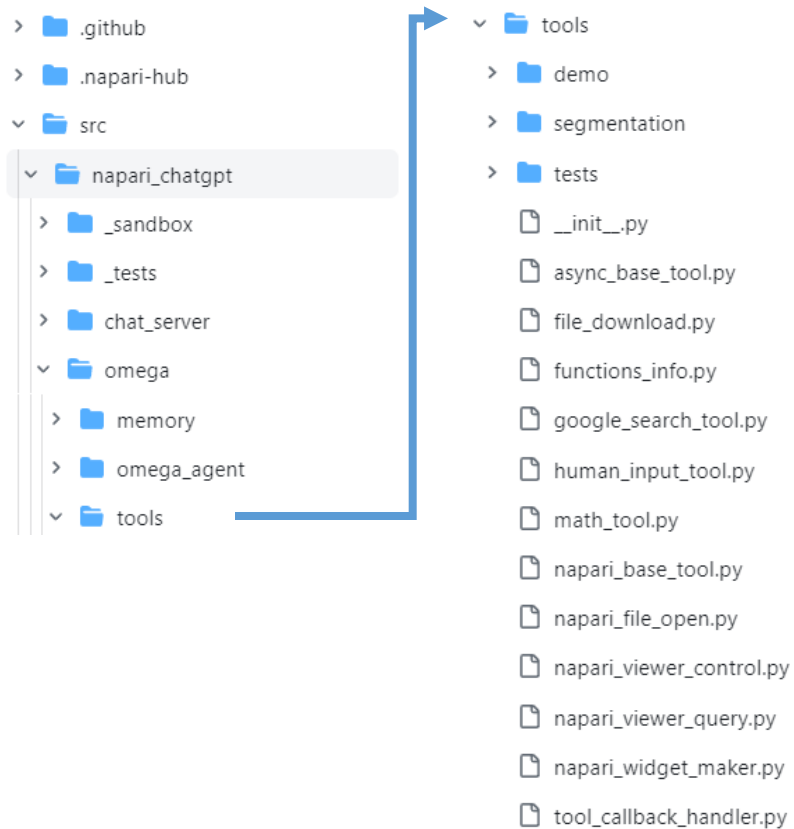 .github
.napari-hub
src
napari_chatgpt
_sandbox
_tests
chat_server
omega
memory
omega_agent
tools
tools
demo
segmentation
tests
__init__.py
async_base_tool.py
file_download.py
functions_info.py
google_search_tool.py
human_input_tool.py
math_tool.py
napari_base_tool.py
napari_file_open.py
napari_viewer_control.py
napari_viewer_query.py
napari_widget_maker.py
tool_callback_handler.py